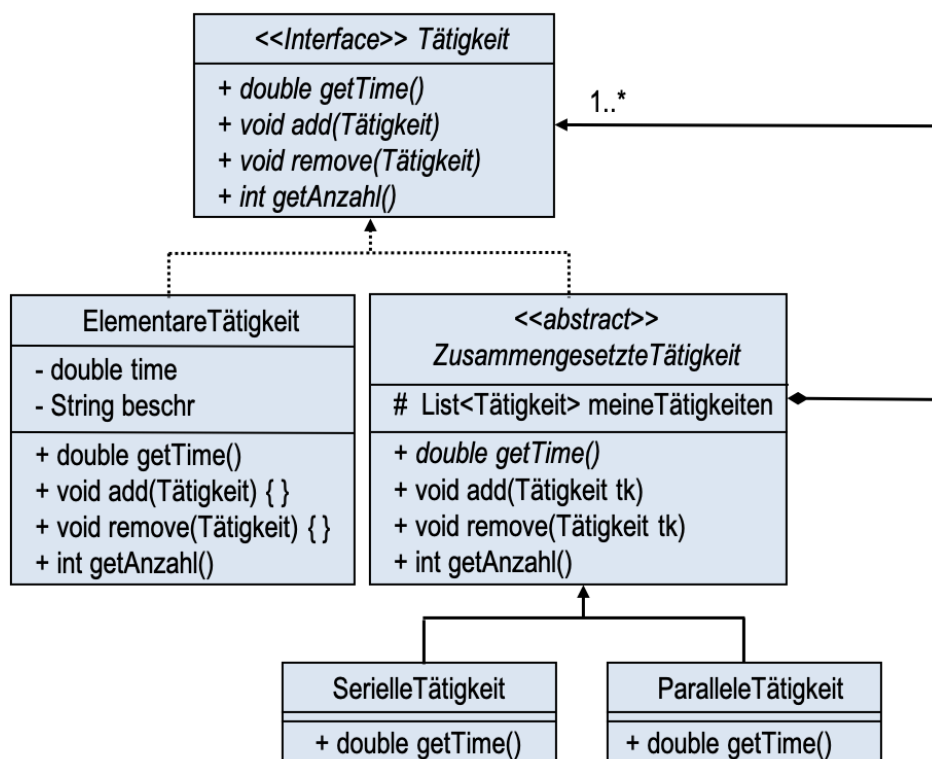 <<Interface>> Tätigkeit
+ double getTime()
+ void add(Tätigkeit)
+ void remove(Tätigkeit)
+ int getAnzahl()
1..*
ElementareTätigkeit
- double time
- String beschr
+ double getTime()
+ void add(Tätigkeit) { }
+ void remove(Tätigkeit) { }
+ int getAnzahl()
<<abstract>>
ZusammengesetzteTätigkeit
# List<Tätigkeit> meineTätigkeiten
+ double getTime()
+ void add(Tätigkeit tk)
+ void remove(Tätigkeit tk)
+ int getAnzahl()
SerielleTätigkeit
+ double getTime()
ParalleleTätigkeit
+ double getTime()